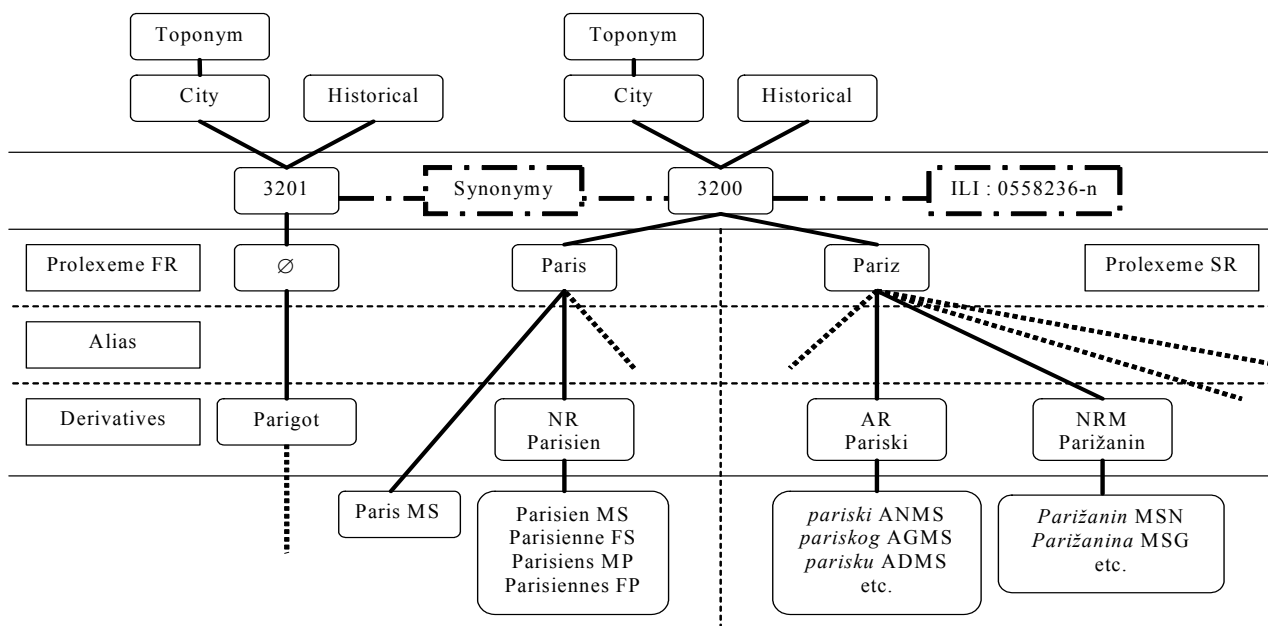 Toponym
Toponym
City
Historical
City
Historical
3201
Synonymy
3200
ILI : 0558236-n
Prolexeme FR
∅
Paris
Pariz
Prolexeme SR
Alias
Derivatives
Parigot
NR
Parisien
AR
Pariski
NRM
Parižanin
Paris MS
Parisien MS
Parisienne FS
Parisiens MP
Parisiennes FP
pariski ANMS
pariskog AGMS
parisku ADMS
etc.
Parižanin MSN
Parižanina MSG
etc.